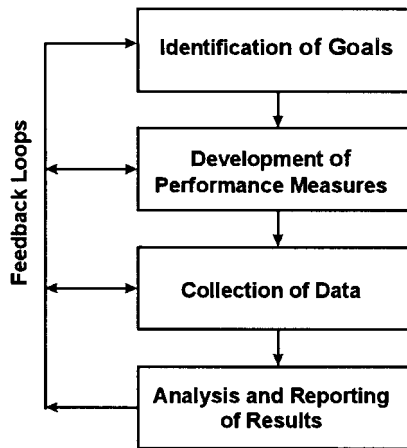 Identification of Goals
Feedback Loops
Development of
Performance Measures
Collection of Data
Analysis and Reporting
of Results